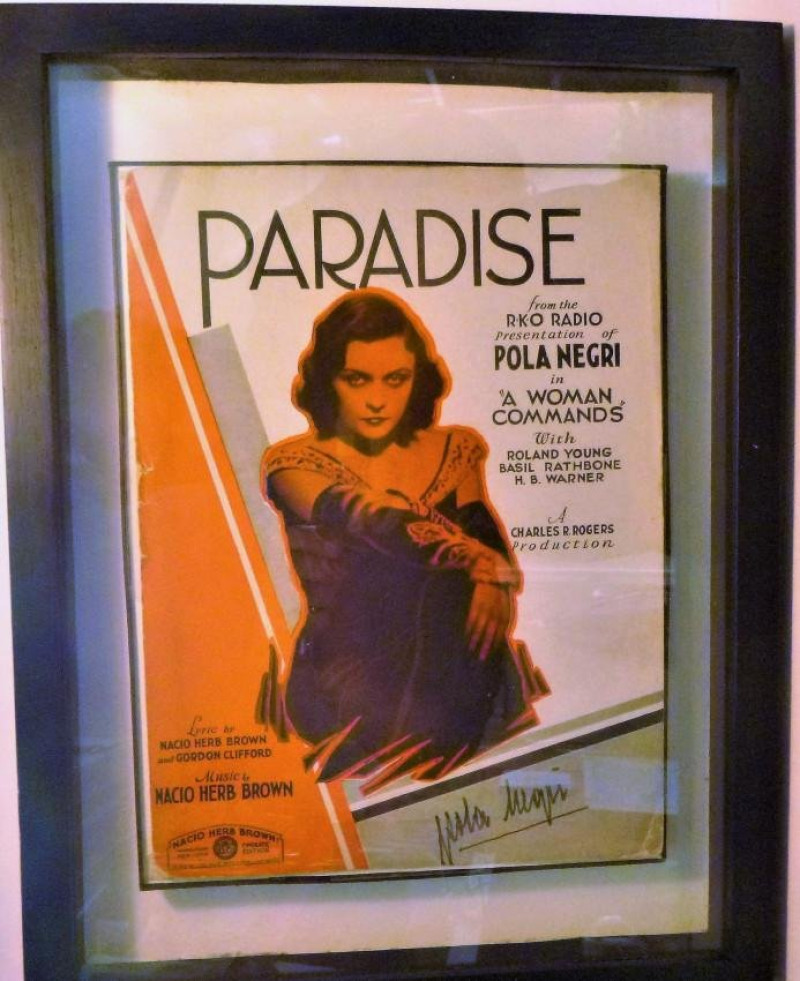 PARADISE
from the
RKO RADIO
Presentation of
POLA NEGRI
in
"A WOMAN
COMMANDS"
With
ROLAND YOUNG
BASIL RATHBONE
H. B. WARNER
A
CHARLES R. ROGERS
Production
Lyric by
NACIO HERB BROWN
and GORDON CLIFFORD
Music by
NACIO HERB BROWN
Pola Negri
NACIO HERB BROWN